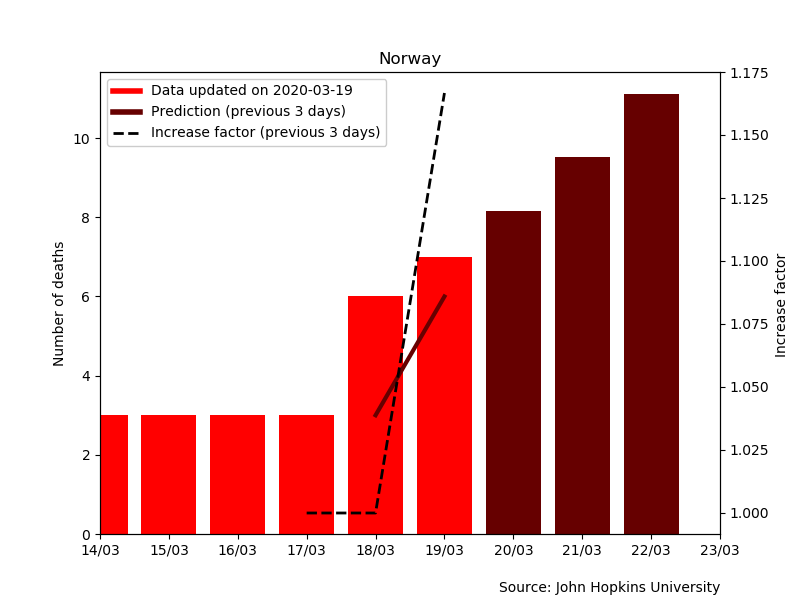 Norway
Data updated on 2020-03-19
Prediction (previous 3 days)
Increase factor (previous 3 days)
Number of deaths
10
8
6
4
2
0
1.175
1.150
1.125
1.100
1.075
1.050
1.025
1.000
Increase factor
14/03 15/03 16/03 17/03 18/03 19/03 20/03 21/03 22/03 23/03
Source: John Hopkins University